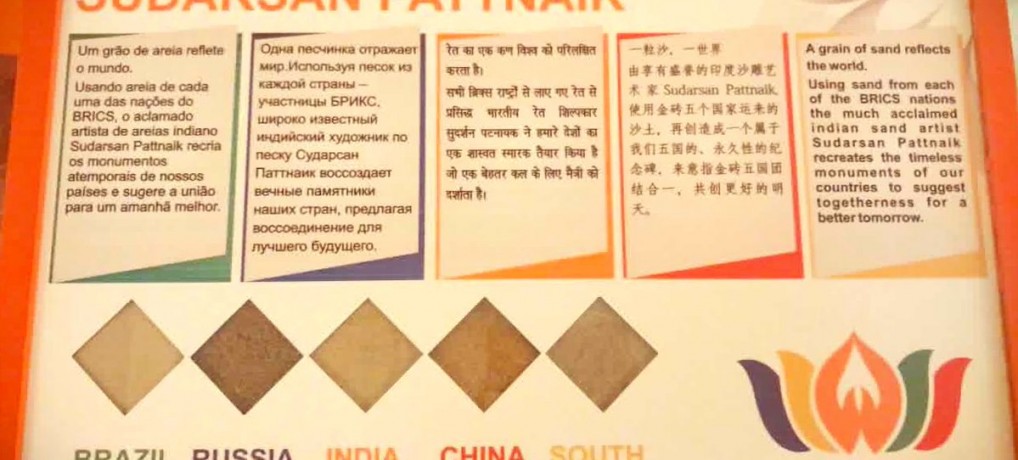 SUDARSAN PATTNAIK
Um grão de areia reflete
o mundo.
Usando areia de cada
uma das nações do
BRICS, o aclamado
artista de areias indiano
Sudarsan Pattnaik recria
os monumentos
atemporais de nossos
países e sugere a união
para um amanhã melhor.
Одна песчинка отражает
мир.Используя песок из
каждой страны –
участницы БРИКС,
широко известный
индийский художник по
песку Сударсан
Паттнаик воссоздает
вечные памятники
наших стран, предлагая
воссоединение для
лучшего будущего.
रेत का एक कण विश्व को परिलक्षित
करता है।
सभी ब्रिक्स राष्ट्रों से लाए गए रेत से
प्रसिद्ध भारतीय रेत शिल्पकार
सुदर्शन पटनायक ने हमारे देशों का
एक शाश्वत स्मारक तैयार किया है
जो एक बेहतर कल के लिए मैत्री को
दर्शाता है।
一粒沙，一世界
由享有盛誉的印度沙雕艺
术家 Sudarsan Pattnaik,
使用金砖五个国家运来的
沙土，再创造成一个属于
我们五国的、永久性的纪
念碑，来意指金砖五国团
结合一，共创更好的明
天。
A grain of sand reflects
the world.
Using sand from each
of the BRICS nations
the much acclaimed
indian sand artist
Sudarsan Pattnaik
recreates the timeless
monuments of our
countries to suggest
togetherness for a
better tomorrow.
BRAZIL RUSSIA INDIA CHINA SOUTH